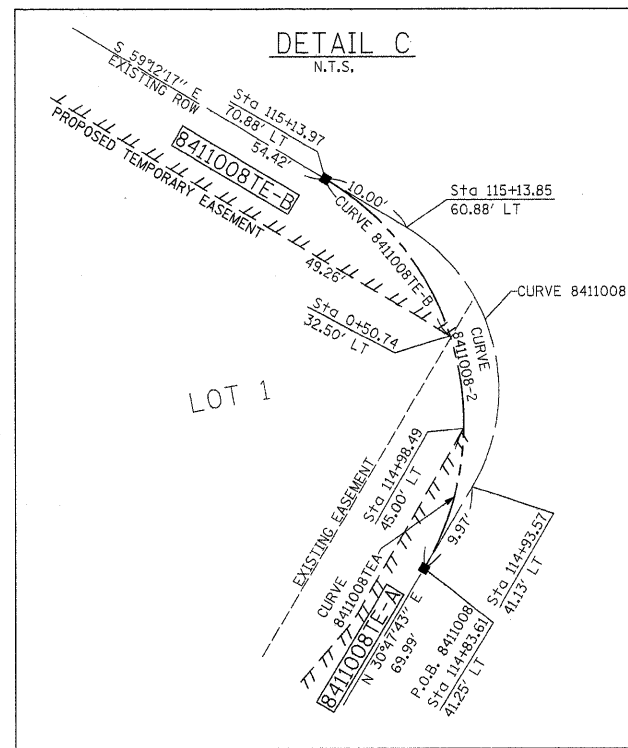 DETAIL C
N.T.S.
S 59°12'17" E
EXISTING ROW
Sta 115+13.97
70.88' LT
54.42'
PROPOSED TEMPORARY EASEMENT
8411008TE-B
10.00'
Sta 115+13.85
60.88' LT
CURVE 8411008TE-B
49.26'
CURVE 8411008
Sta 0+50.74
32.50' LT
CURVE
8411008-2
LOT 1
Sta 114+98.49
45.00' LT
EXISTING EASEMENT
CURVE
8411008TEA
9.97'
Sta 114+93.57
41.13' LT
8411008TE-A
N 30°47'43" E
69.99'
P.O.B. 8411008
Sta 114+83.61
41.25' LT